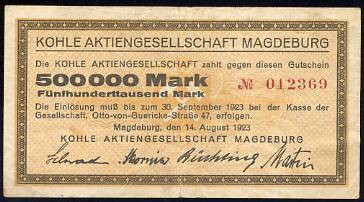 KOHLE AKTIENGESELLSCHAFT MAGDEBURG
Die KOHLE AKTIENGESELLSCHAFT zahlt gegen diesen Gutschein
500000 Mark № 012369
Fünfhunderttausend Mark
Die Einlösung muß bis zum 30. September 1923 bei der Kasse der
Gesellschaft, Otto-von-Guericke-Straße 47, erfolgen.
Magdeburg, den 14. August 1923
KOHLE AKTIENGESELLSCHAFT MAGDEBURG